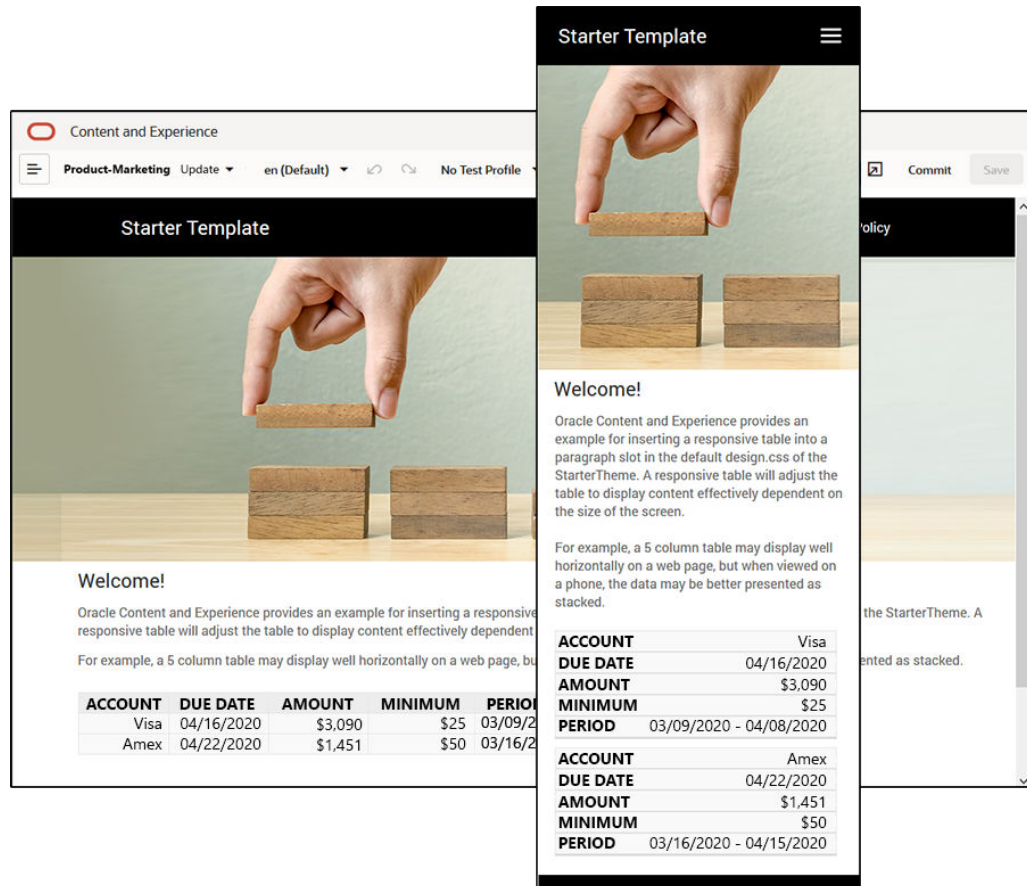 Content and Experience
Product-Marketing Update en (Default) No Test Profile Commit Save
Starter Template
Welcome!
Oracle Content and Experience provides an example for inserting a responsive the StarterTheme. A
responsive table will adjust the table to display content effectively dependent
For example, a 5 column table may display well horizontally on a web page, as stacked.
ACCOUNT DUE DATE AMOUNT MINIMUM
Visa 04/16/2020 $3,090 $25
Amex 04/22/2020 $1,451 $50
Starter Template
Welcome!
Oracle Content and Experience provides an
example for inserting a responsive table into a
paragraph slot in the default design.css of the
StarterTheme. A responsive table will adjust the
table to display content effectively dependent on
the size of the screen.
For example, a 5 column table may display well
horizontally on a web page, but when viewed on
a phone, the data may be better presented as
stacked.
ACCOUNT Visa
DUE DATE 04/16/2020
AMOUNT $3,090
MINIMUM $25
PERIOD 03/09/2020 - 04/08/2020
ACCOUNT Amex
DUE DATE 04/22/2020
AMOUNT $1,451
MINIMUM $50
PERIOD 03/16/2020 - 04/15/2020